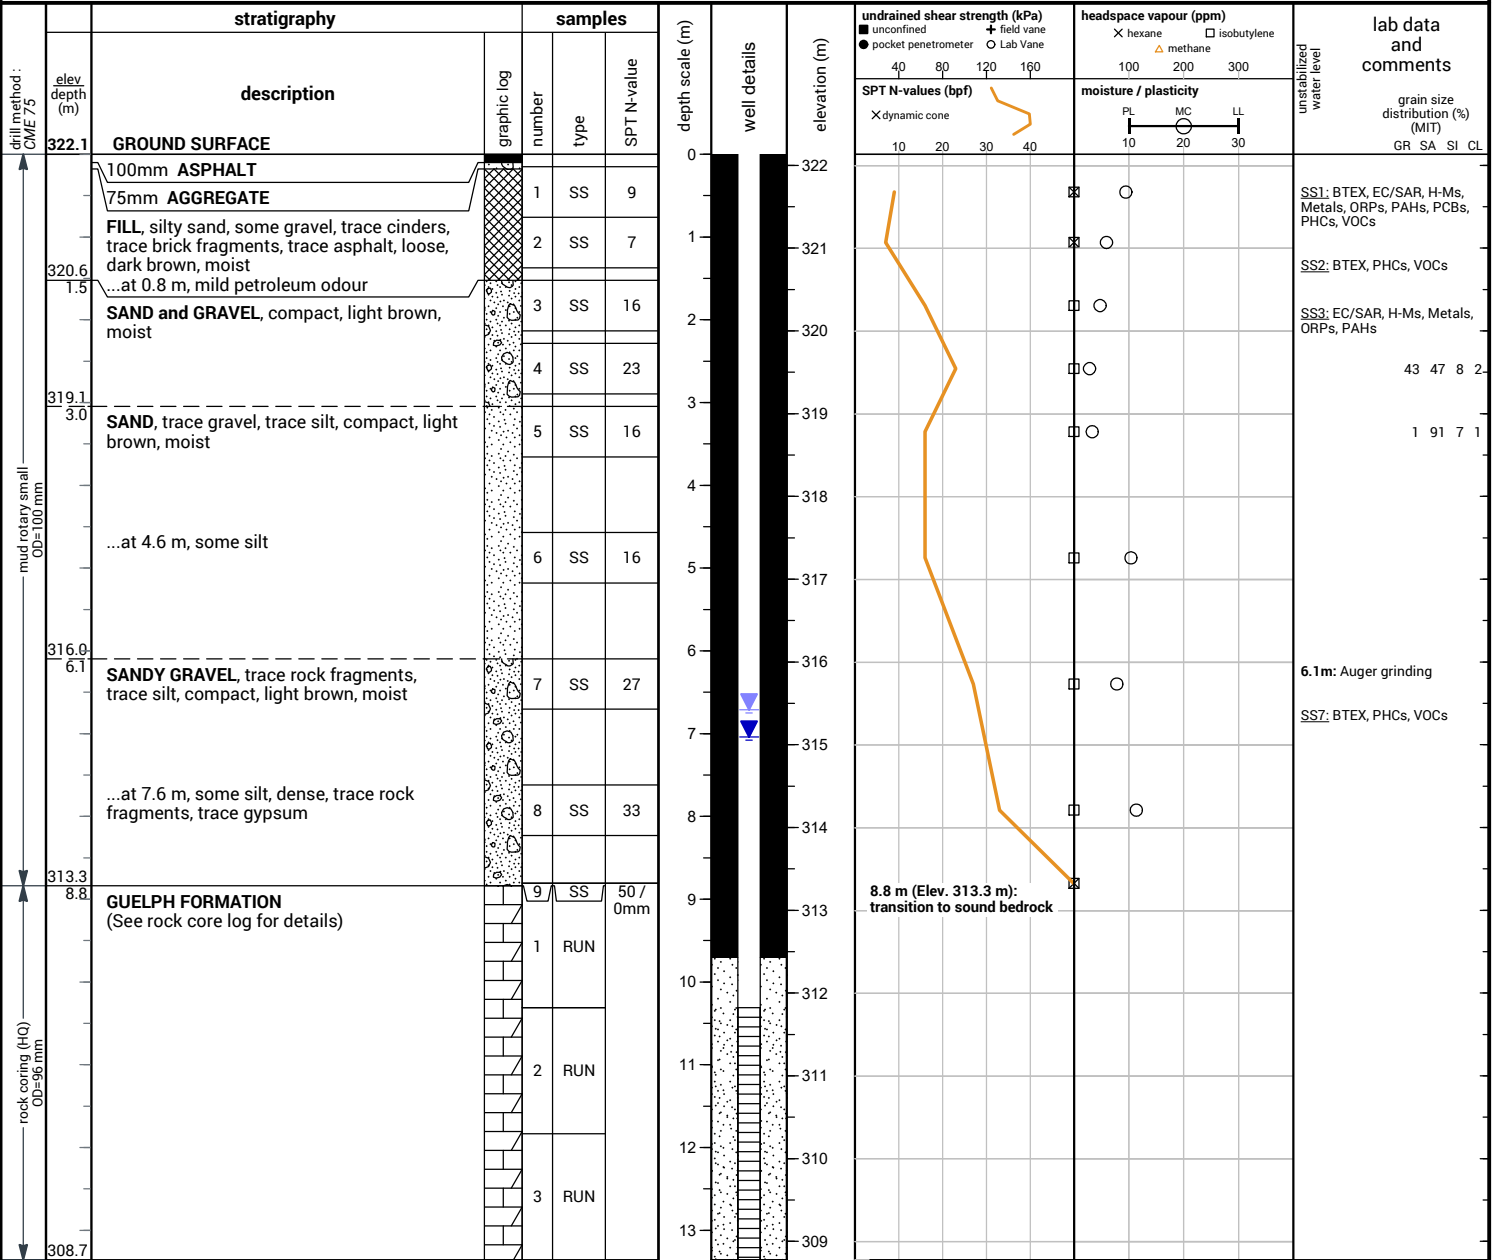 stratigraphy
samples
drill method :
CME 75
elev
depth
(m)
description
graphic log
number
type
SPT N-value
depth scale (m)
well details
elevation (m)
undrained shear strength (kPa)
unconfined
field vane
pocket penetrometer
Lab Vane
40 80 120 160
SPT N-values (bpf)
dynamic cone
10 20 30 40
headspace vapour (ppm)
hexane
isobutylene
methane
100 200 300
moisture / plasticity
PL MC LL
10 20 30
unstabilized
water level
lab data
and
comments
grain size
distribution (%)
(MIT)
GR SA SI CL
322.1 GROUND SURFACE
100mm ASPHALT
75mm AGGREGATE
FILL, silty sand, some gravel, trace cinders,
trace brick fragments, trace asphalt, loose,
dark brown, moist
320.6
1.5
...at 0.8 m, mild petroleum odour
SAND and GRAVEL, compact, light brown,
moist
319.1
3.0
SAND, trace gravel, trace silt, compact, light
brown, moist
...at 4.6 m, some silt
316.0
6.1
SANDY GRAVEL, trace rock fragments,
trace silt, compact, light brown, moist
...at 7.6 m, some silt, dense, trace rock
fragments, trace gypsum
313.3
8.8
GUELPH FORMATION
(See rock core log for details)
308.7
mud rotary small
OD=100 mm
rock coring (HQ)
OD=96 mm
1 SS 9
2 SS 7
3 SS 16
4 SS 23
5 SS 16
6 SS 16
7 SS 27
8 SS 33
9 SS 50 /
0mm
1 RUN
2 RUN
3 RUN
0
1
2
3
4
5
6
7
8
9
10
11
12
13
322
321
320
319
318
317
316
315
314
313
312
311
310
309
8.8 m (Elev. 313.3 m):
transition to sound bedrock
SS1: BTEX, EC/SAR, H-Ms,
Metals, ORPs, PAHs, PCBs,
PHCs, VOCs
SS2: BTEX, PHCs, VOCs
SS3: EC/SAR, H-Ms, Metals,
ORPs, PAHs
43 47 8 2
1 91 7 1
6.1m: Auger grinding
SS7: BTEX, PHCs, VOCs